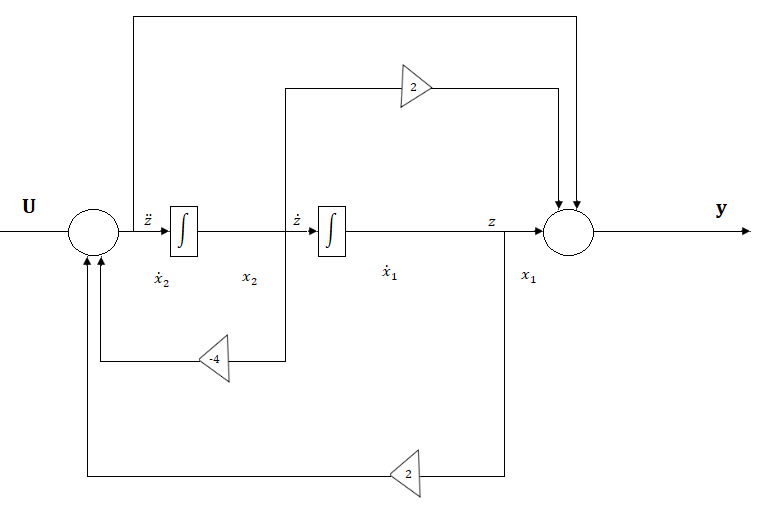 2
U
y
z̈
∫
ż
∫
z
ẋ₂
x₂
ẋ₁
x₁
-4
2